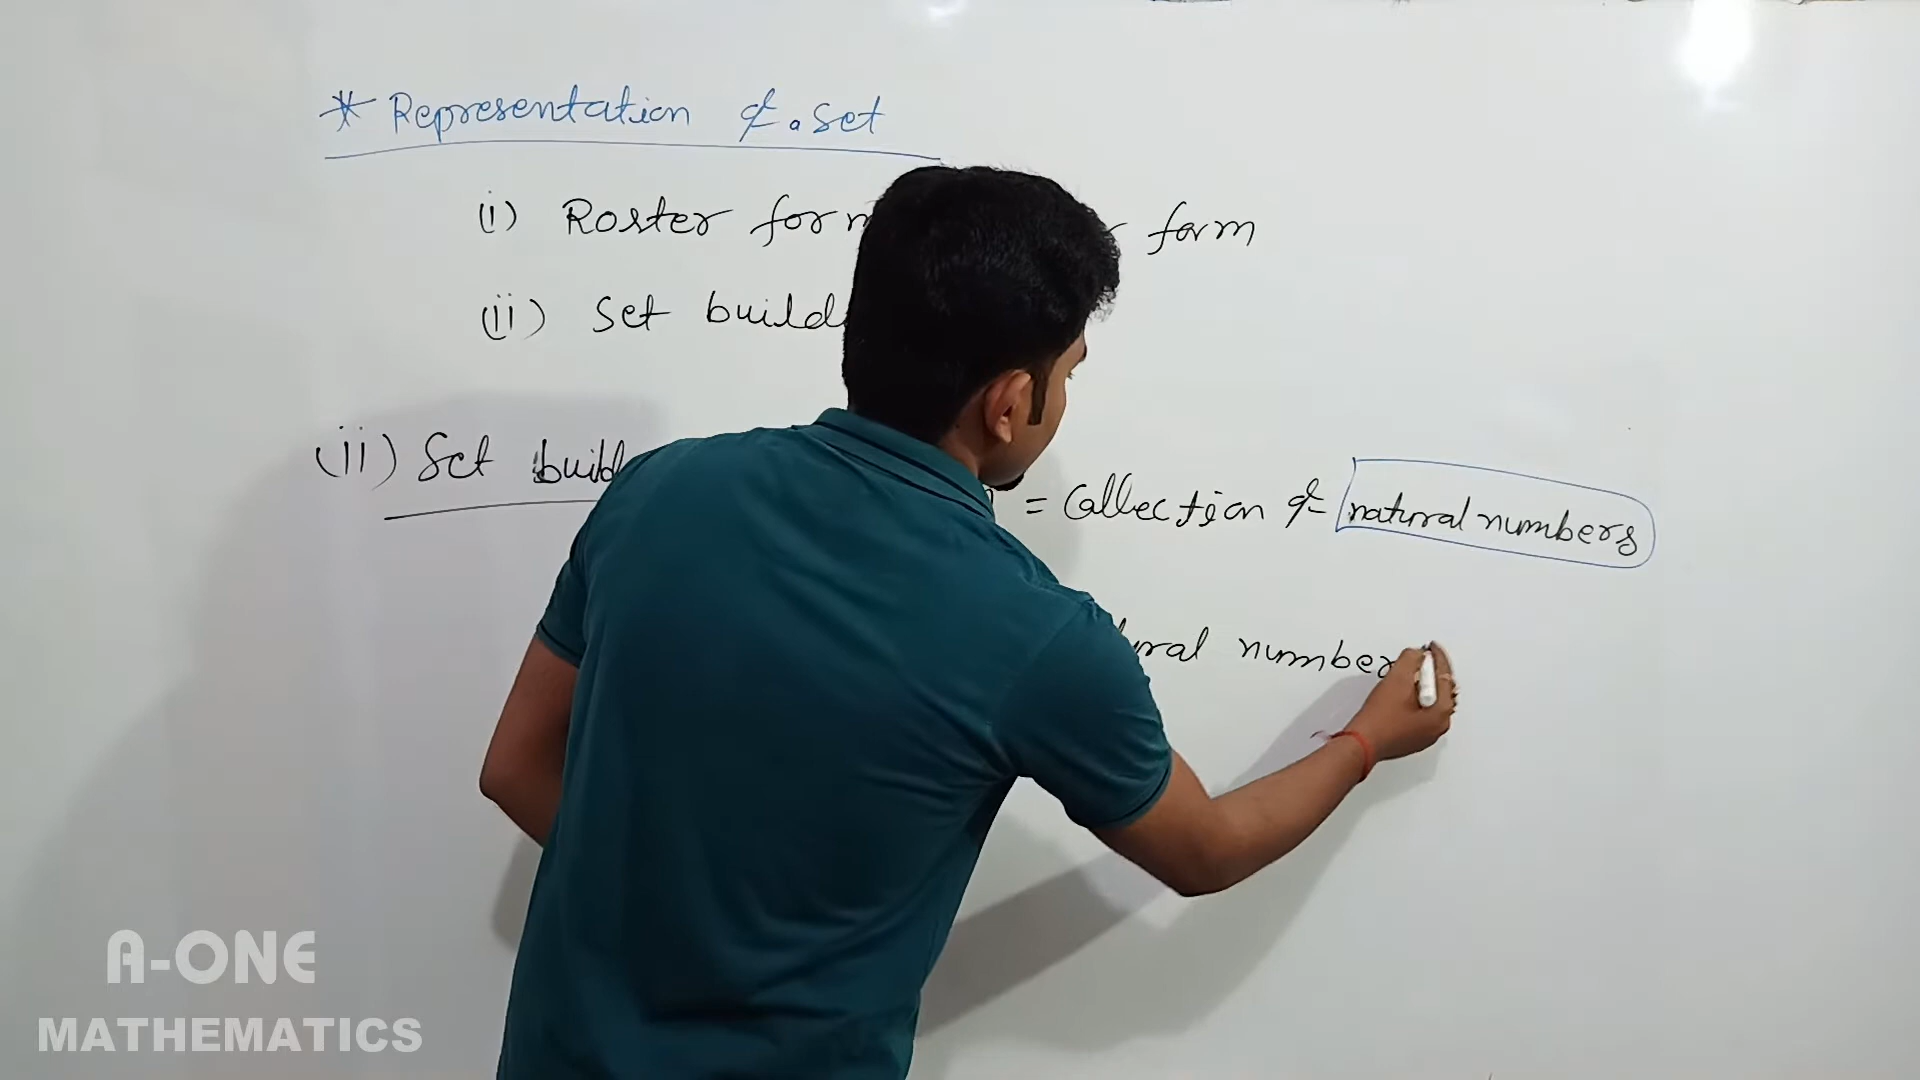 * Representation of a set
(i) Roster form form
(ii) Set build
(ii) Set build = Collection of natural numbers
number
A-ONE
MATHEMATICS